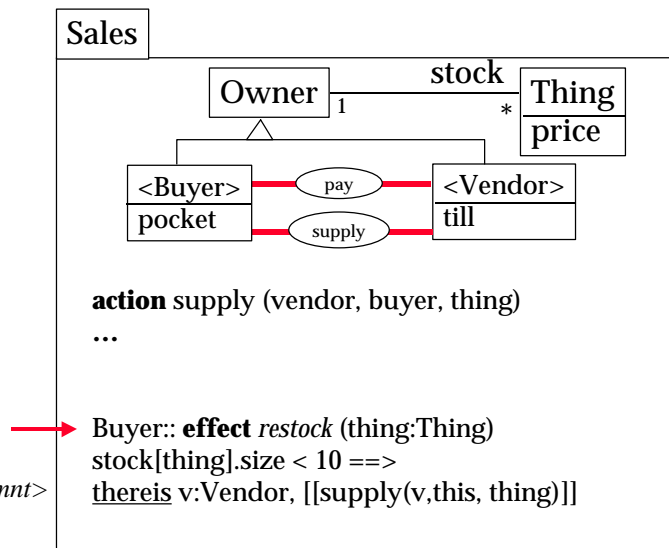 Sales
Owner
stock
1
*
Thing
price
<Buyer>
pocket
pay
supply
<Vendor>
till
action supply (vendor, buyer, thing)
...
Buyer:: effect restock (thing:Thing)
stock[thing].size < 10 ==>
thereis v:Vendor, [[supply(v,this, thing)]]